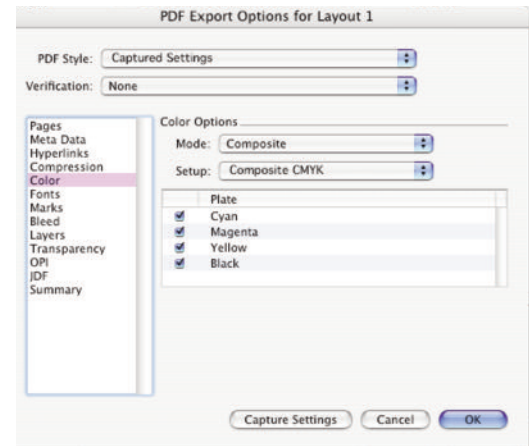 PDF Export Options for Layout 1
PDF Style: Captured Settings
Verification: None
Pages
Meta Data
Hyperlinks
Compression
Color
Fonts
Marks
Bleed
Layers
Transparency
OPI
JDF
Summary
Color Options
Mode: Composite
Setup: Composite CMYK
Plate
Cyan
Magenta
Yellow
Black
Capture Settings Cancel OK